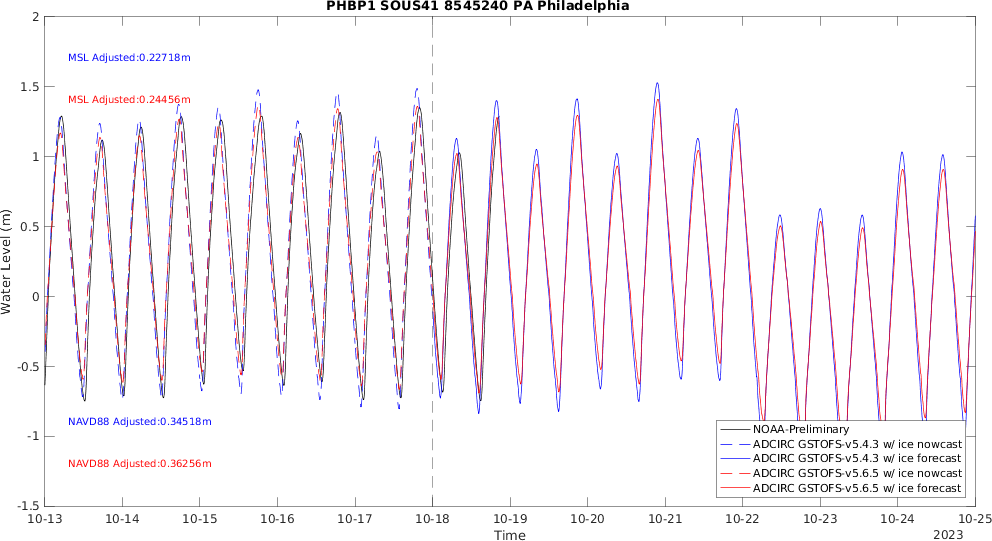 PHBP1 SOUS41 8545240 PA Philadelphia
2
1.5
1
0.5
0
-0.5
-1
-1.5
Water Level (m)
MSL Adjusted:0.22718m
MSL Adjusted:0.24456m
NAVD88 Adjusted:0.34518m
NAVD88 Adjusted:0.36256m
NOAA-Preliminary
ADCIRC GSTOFS-v5.4.3 w/ ice nowcast
ADCIRC GSTOFS-v5.4.3 w/ ice forecast
ADCIRC GSTOFS-v5.6.5 w/ ice nowcast
ADCIRC GSTOFS-v5.6.5 w/ ice forecast
10-13 10-14 10-15 10-16 10-17 10-18 10-19 10-20 10-21 10-22 10-23 10-24 10-25
Time
2023